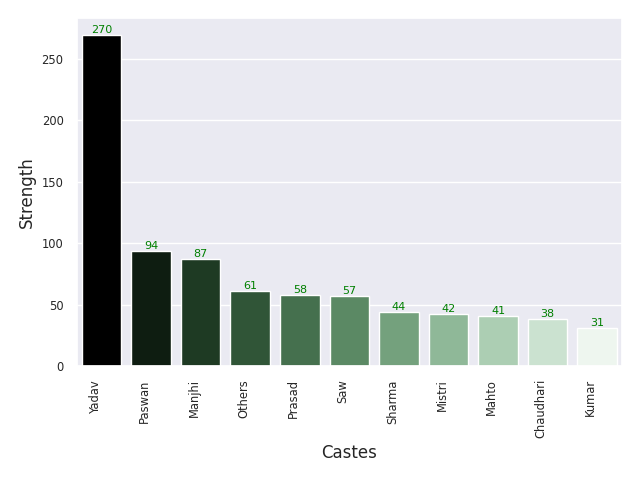 270
250
200
150
100
50
0
94
87
61
58
57
44
42
41
38
31
Strength
Yadav
Paswan
Manjhi
Others
Prasad
Saw
Sharma
Mistri
Mahto
Chaudhari
Kumar
Castes